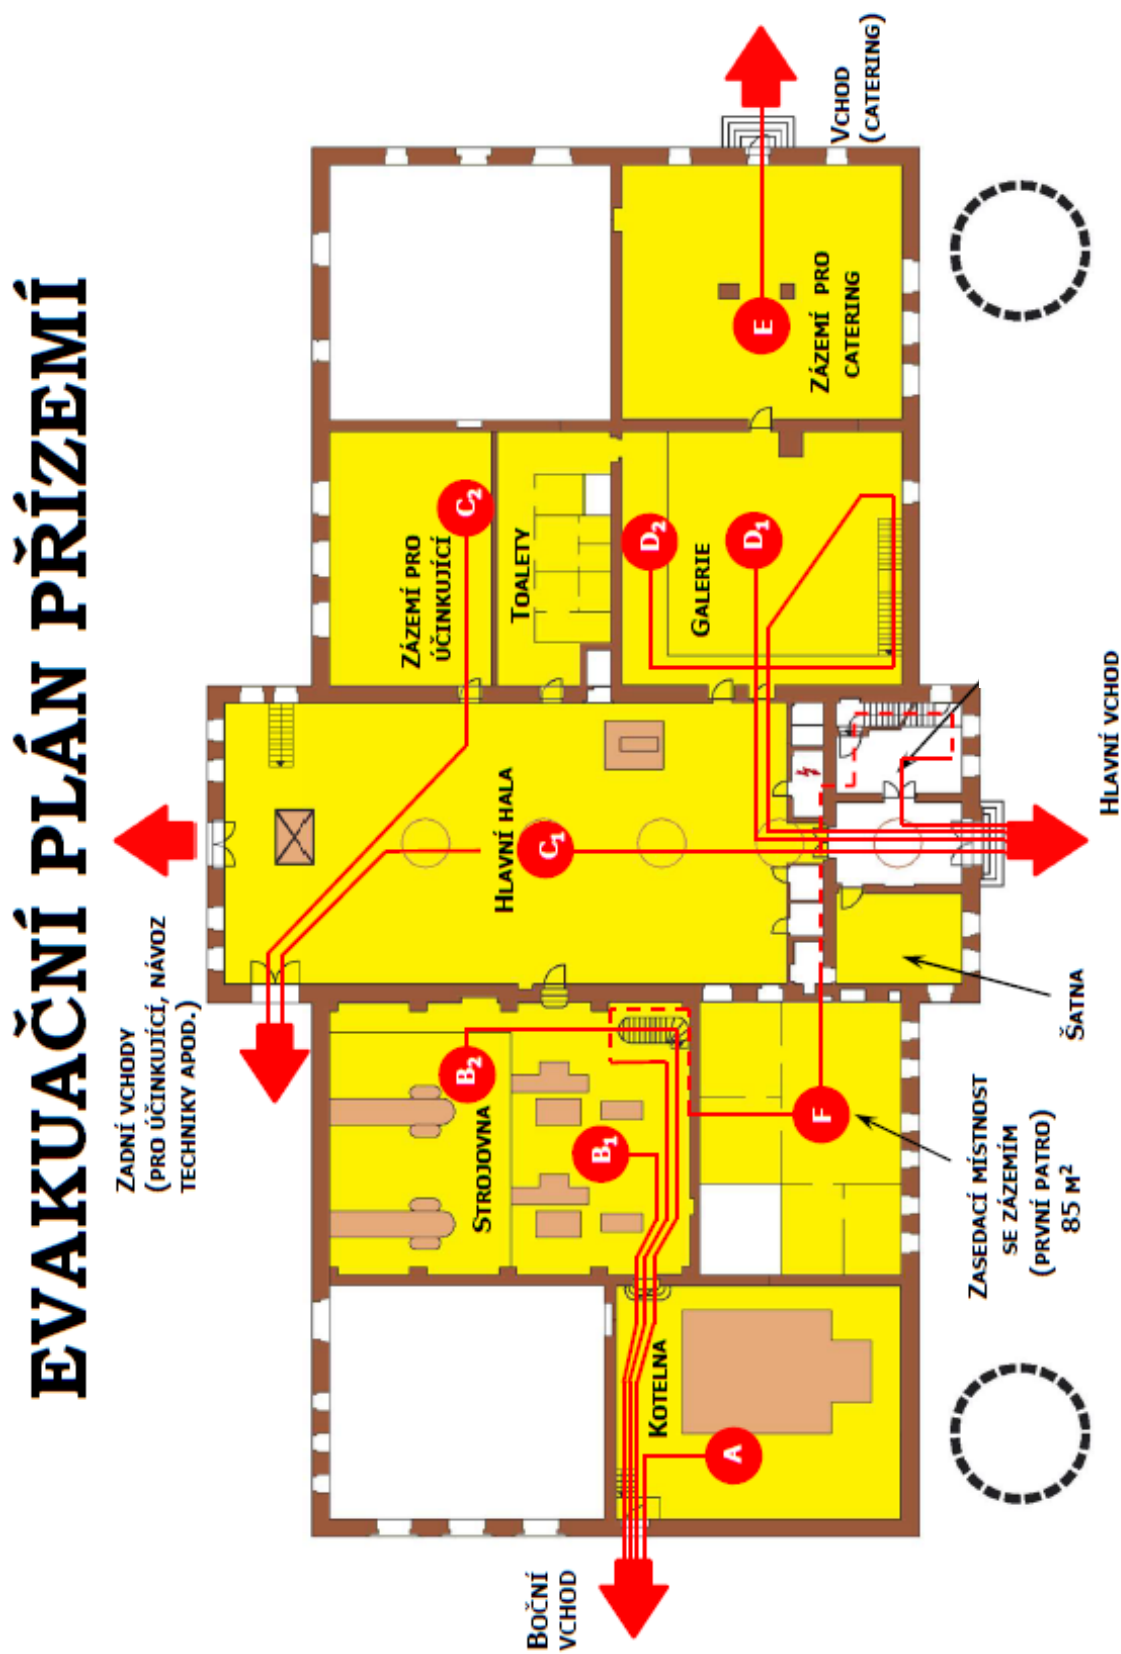 EVAKUAČNÍ PLÁN PŘÍZEMÍ
ZADNÍ VCHODY
(PRO ÚČINKUJÍCÍ, NÁVOZ
TECHNIKY APOD.)
VCHOD
(CATERING)
ZÁZEMÍ PRO
ÚČINKUJÍCÍ
C2
TOALETY
D2
D1
GALERIE
E
ZÁZEMÍ PRO
CATERING
HLAVNÍ HALA
C1
STROJOVNA
B2
B1
F
KOTELNA
A
BOČNÍ
VCHOD
ZASEDACÍ MÍSTNOST
SE ZÁZEMÍM
(PRVNÍ PATRO)
85 M2
ŠATNA
HLAVNÍ VCHOD